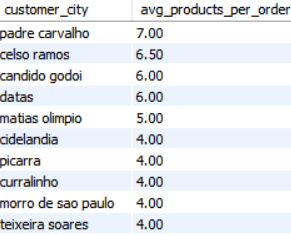 customer_city avg_products_per_order
padre carvalho 7.00
celso ramos 6.50
candido godoi 6.00
datas 6.00
matias olimpio 5.00
cidelandia 4.00
picarra 4.00
curralinho 4.00
morro de sao paulo 4.00
teixeira soares 4.00